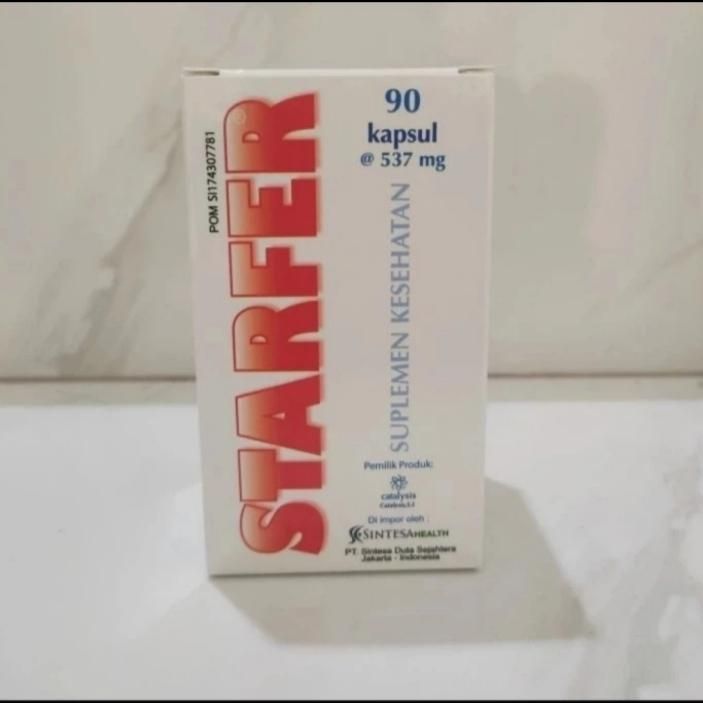 POM SI174307781
STARFER®
90
kapsul
@ 537 mg
SUPLEMEN KESEHATAN
Pemilik Produk:
catalysis
Catalysis,S.l
Di impor oleh :
SINTESAHEALTH
PT. Sintesa Duta Sejahtera
Jakarta - Indonesia